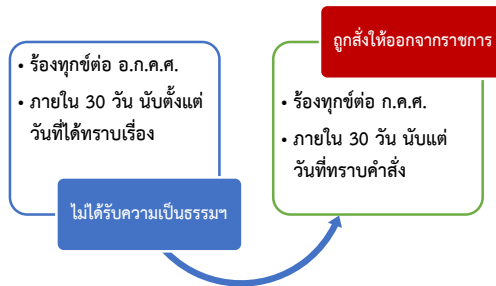 • ร้องทุกข์ต่อ อ.ก.ค.ศ.
• ภายใน 30 วัน นับตั้งแต่
วันที่ได้ทราบเรื่อง
ไม่ได้รับความเป็นธรรมฯ
ถูกสั่งให้ออกจากราชการ
• ร้องทุกข์ต่อ ก.ค.ศ.
• ภายใน 30 วัน นับแต่
วันที่ทราบคำสั่ง